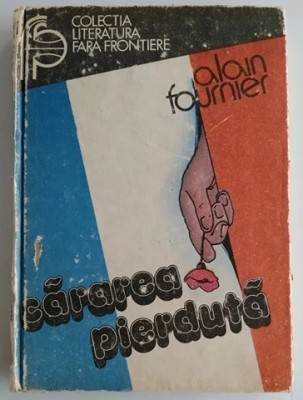 COLECTIA
LITERATURA
FARA FRONTIERE
alain
fournier
cărarea
pierdută